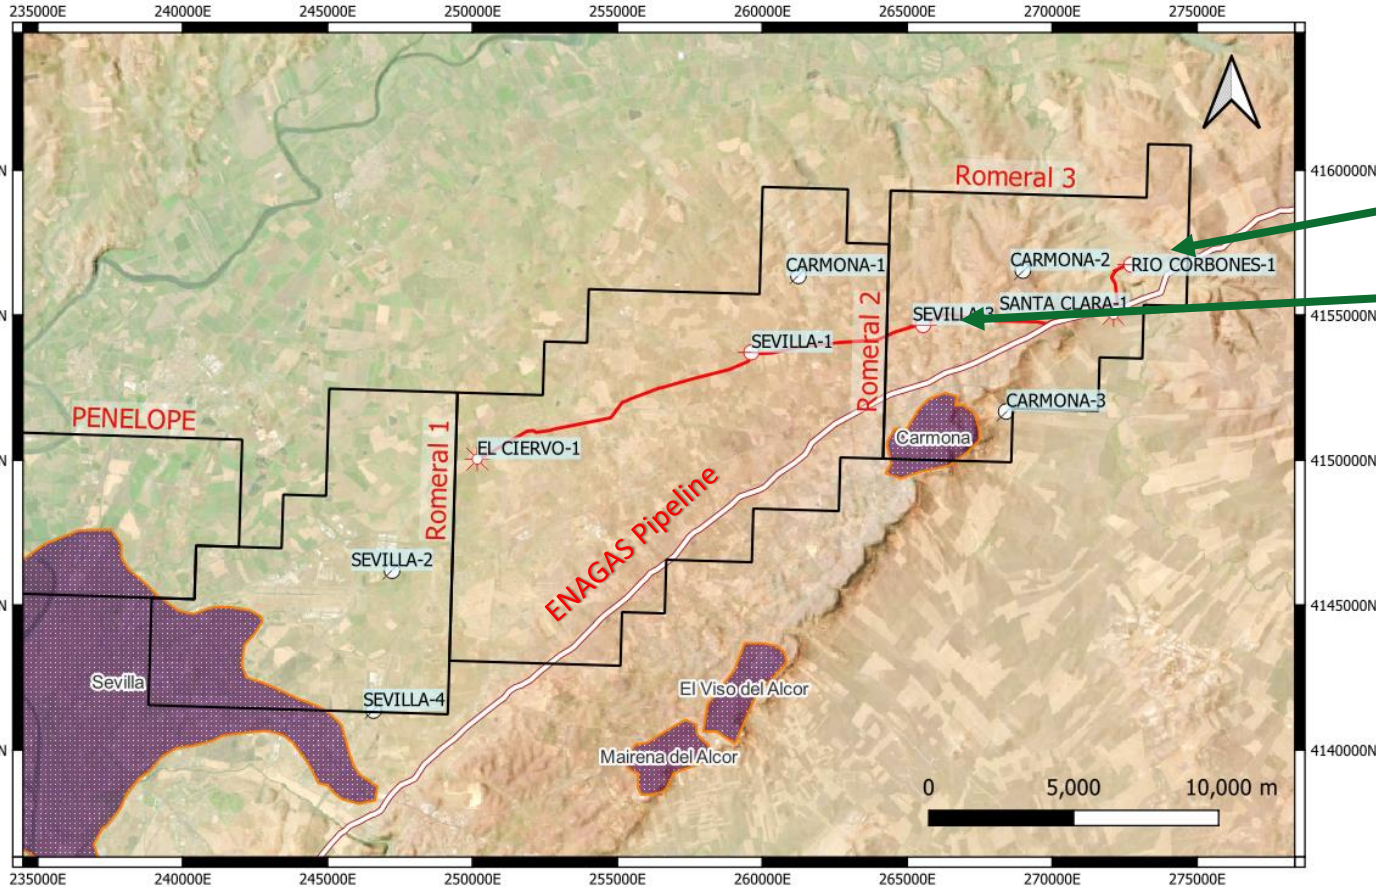 235000E 240000E 245000E 250000E 255000E 260000E 265000E 270000E 275000E
N 4160000N
Romeral 3
CARMONA-1
CARMONA-2
RIO CORBONES-1
SANTA CLARA-1
SEVILLA-3
N 4155000N
Romeral 2
SEVILLA-1
CARMONA-3
PENELOPE
Carmona
Romeral 1
EL CIERVO-1
N 4150000N
ENAGAS Pipeline
SEVILLA-2
N 4145000N
Sevilla
El Viso del Alcor
SEVILLA-4
Mairena del Alcor
N 4140000N
0 5,000 10,000 m
235000E 240000E 245000E 250000E 255000E 260000E 265000E 270000E 275000E